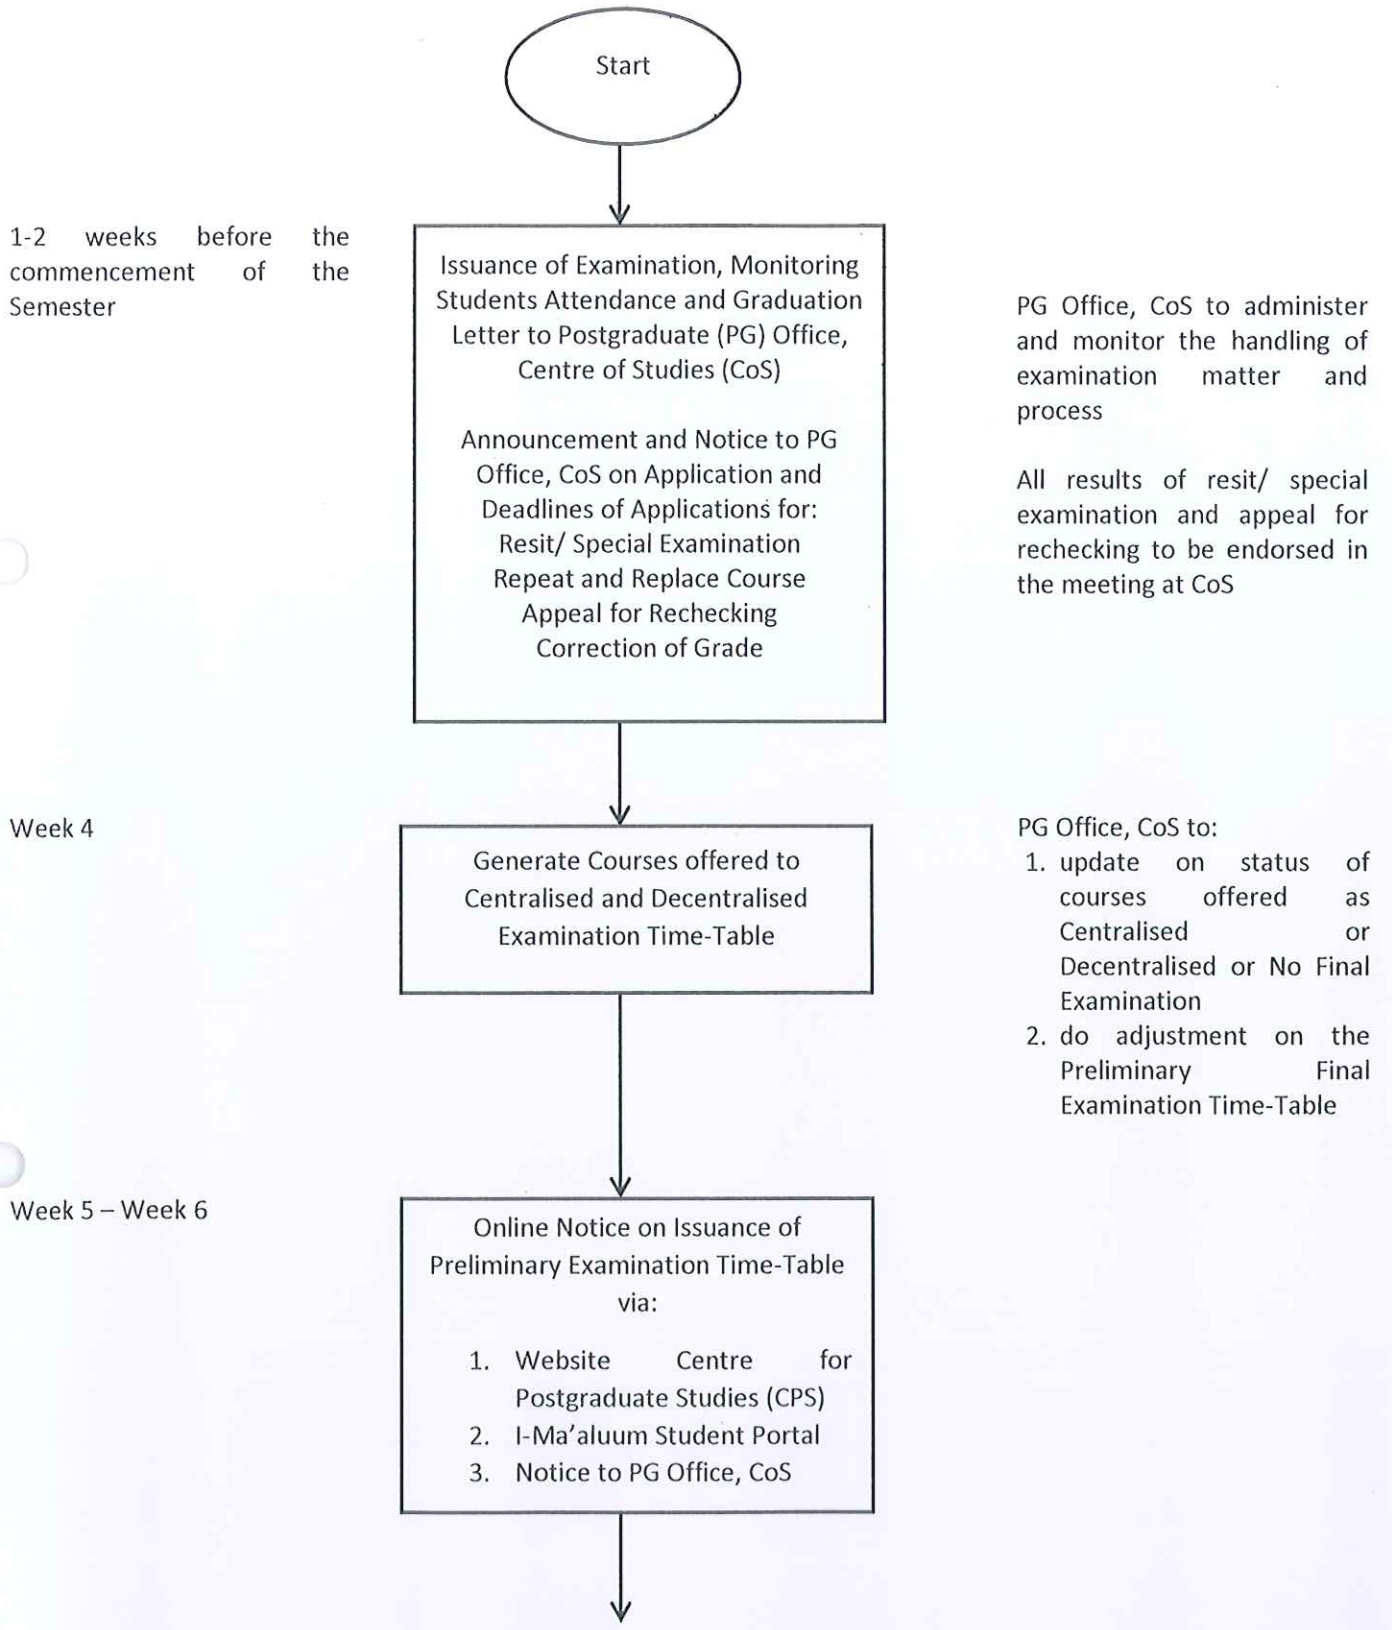 Start
1-2 weeks before the
commencement of the
Semester
Issuance of Examination, Monitoring
Students Attendance and Graduation
Letter to Postgraduate (PG) Office,
Centre of Studies (CoS)
Announcement and Notice to PG
Office, CoS on Application and
Deadlines of Applications for:
Resit/ Special Examination
Repeat and Replace Course
Appeal for Rechecking
Correction of Grade
PG Office, CoS to administer
and monitor the handling of
examination matter and
process
All results of resit/ special
examination and appeal for
rechecking to be endorsed in
the meeting at CoS
Week 4
Generate Courses offered to
Centralised and Decentralised
Examination Time-Table
PG Office, CoS to:
1. update on status of
courses offered as
Centralised or
Decentralised or No Final
Examination
2. do adjustment on the
Preliminary Final
Examination Time-Table
Week 5 – Week 6
Online Notice on Issuance of
Preliminary Examination Time-Table
via:
1. Website Centre for
Postgraduate Studies (CPS)
2. I-Ma’aluum Student Portal
3. Notice to PG Office, CoS